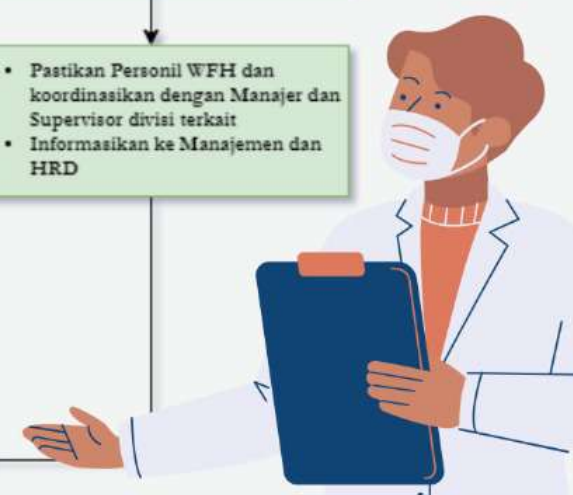 • Pastikan Personil WFH dan
koordinasikan dengan Manajer dan
Supervisor divisi terkait
• Informasikan ke Manajemen dan
HRD